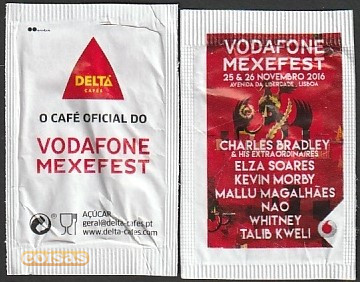 DELTA
CAFÉS
O CAFÉ OFICIAL DO
VODAFONE
MEXEFEST
AÇÚCAR
geral@delta-cafes.pt
www.delta-cafes.com
coisas
VODAFONE
MEXEFEST
25 & 26 NOVEMBRO 2016
AVENIDA DA LIBERDADE, LISBOA
CHARLES BRADLEY
& HIS EXTRAORDINAIRES
ELZA SOARES
KEVIN MORBY
MALLU MAGALHÃES
NAO
WHITNEY
TALIB KWELI